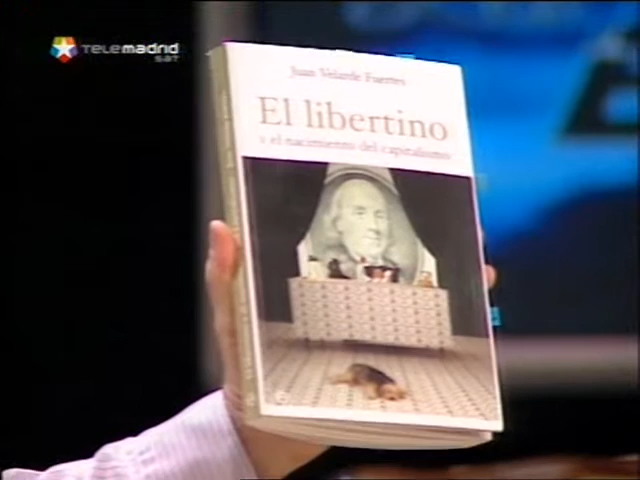 TELEMADRID
SAT
Juan Velarde Fuertes
El libertino
y el nacimiento del capitalismo